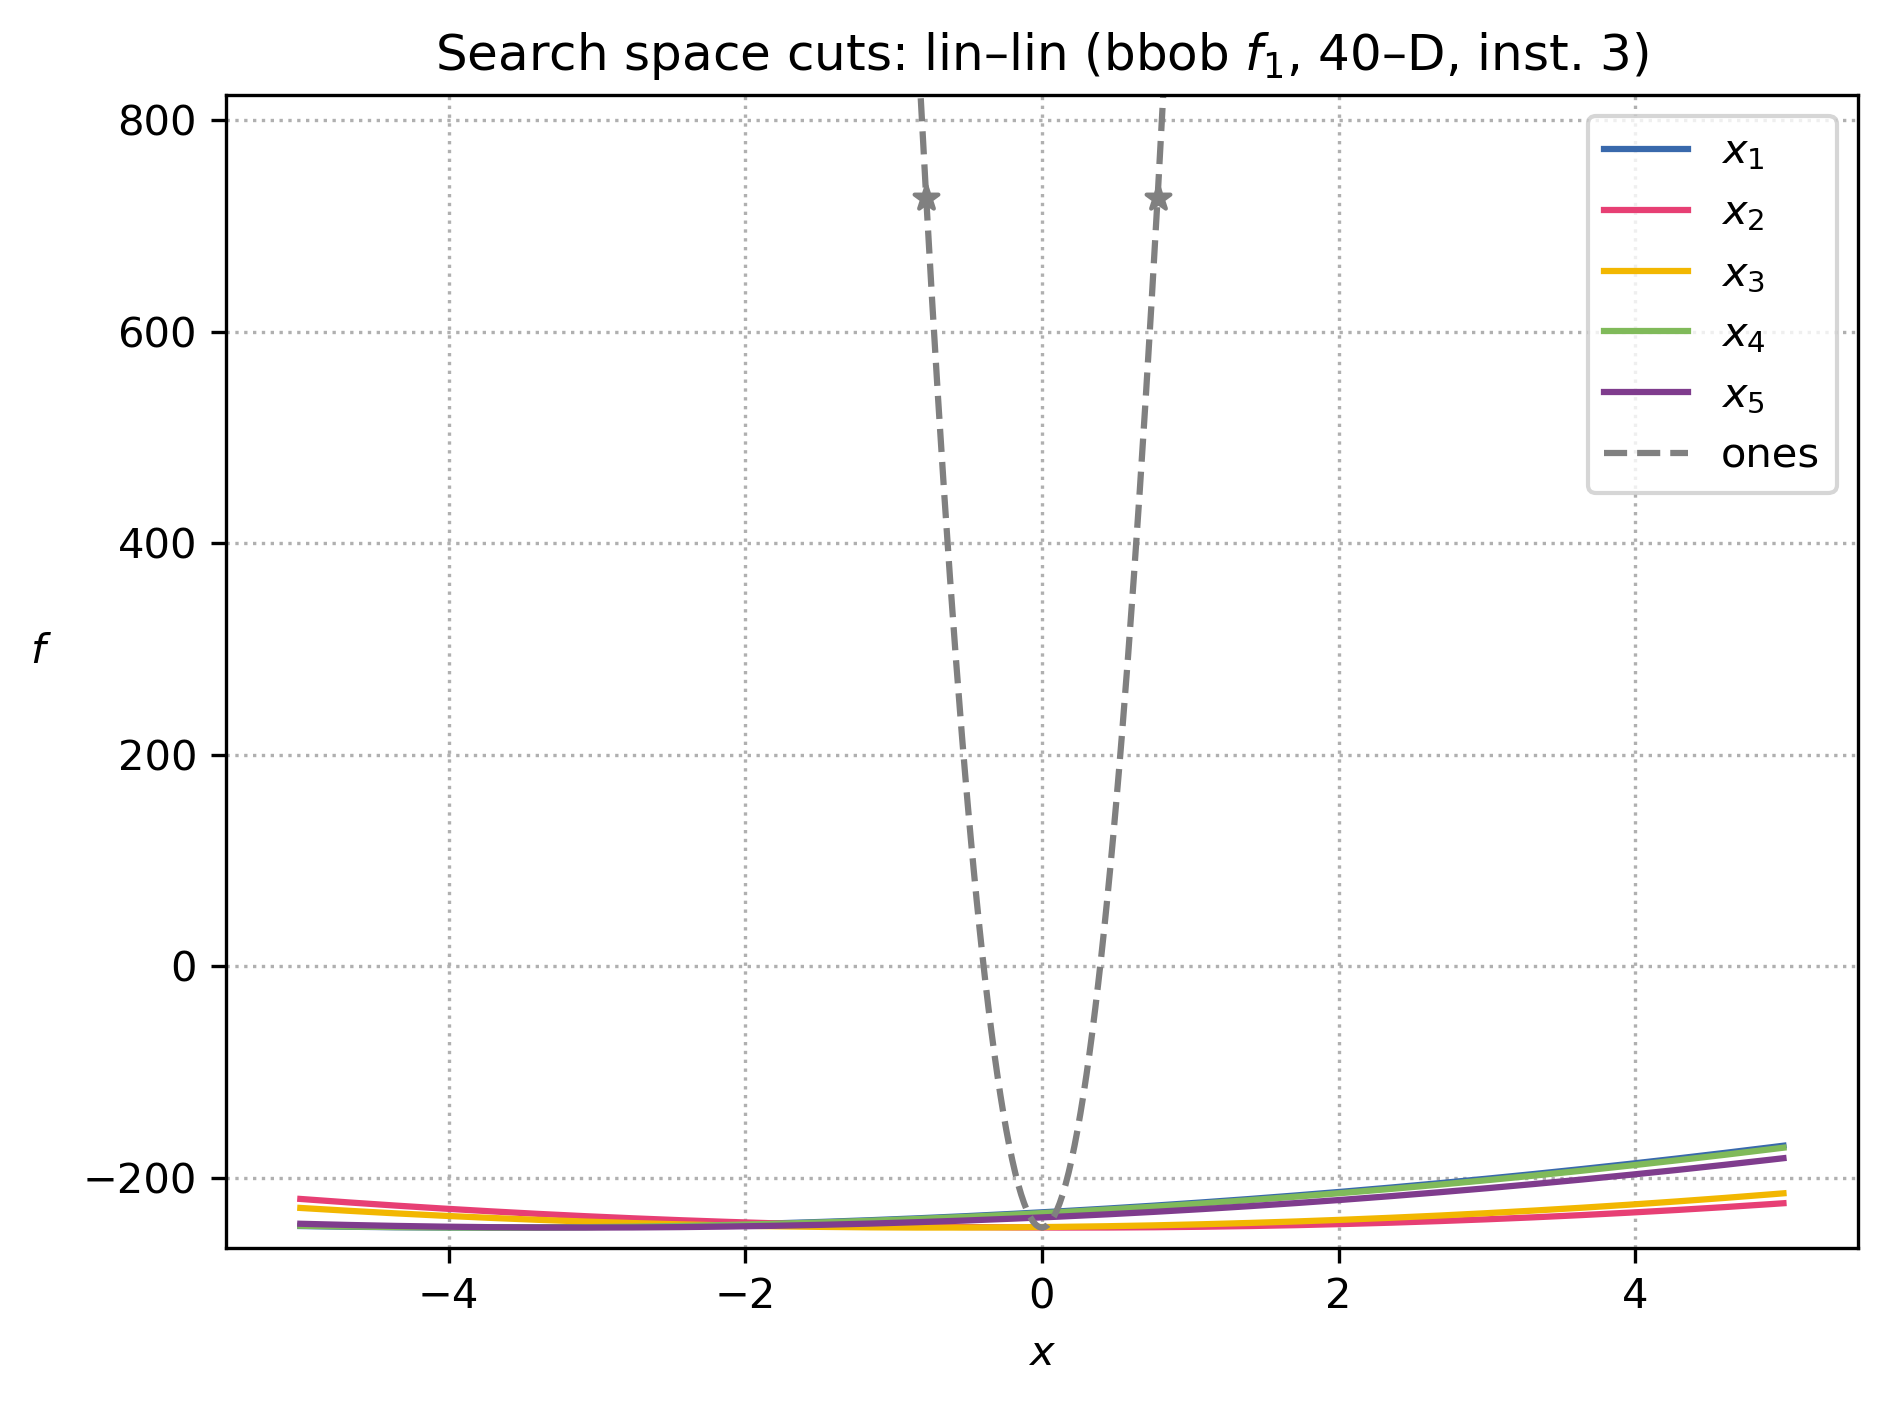 Search space cuts: lin–lin (bbob f₁, 40–D, inst. 3)
800
600
400
200
0
−200
f
−4
−2
0
2
4
x
x₁
x₂
x₃
x₄
x₅
ones